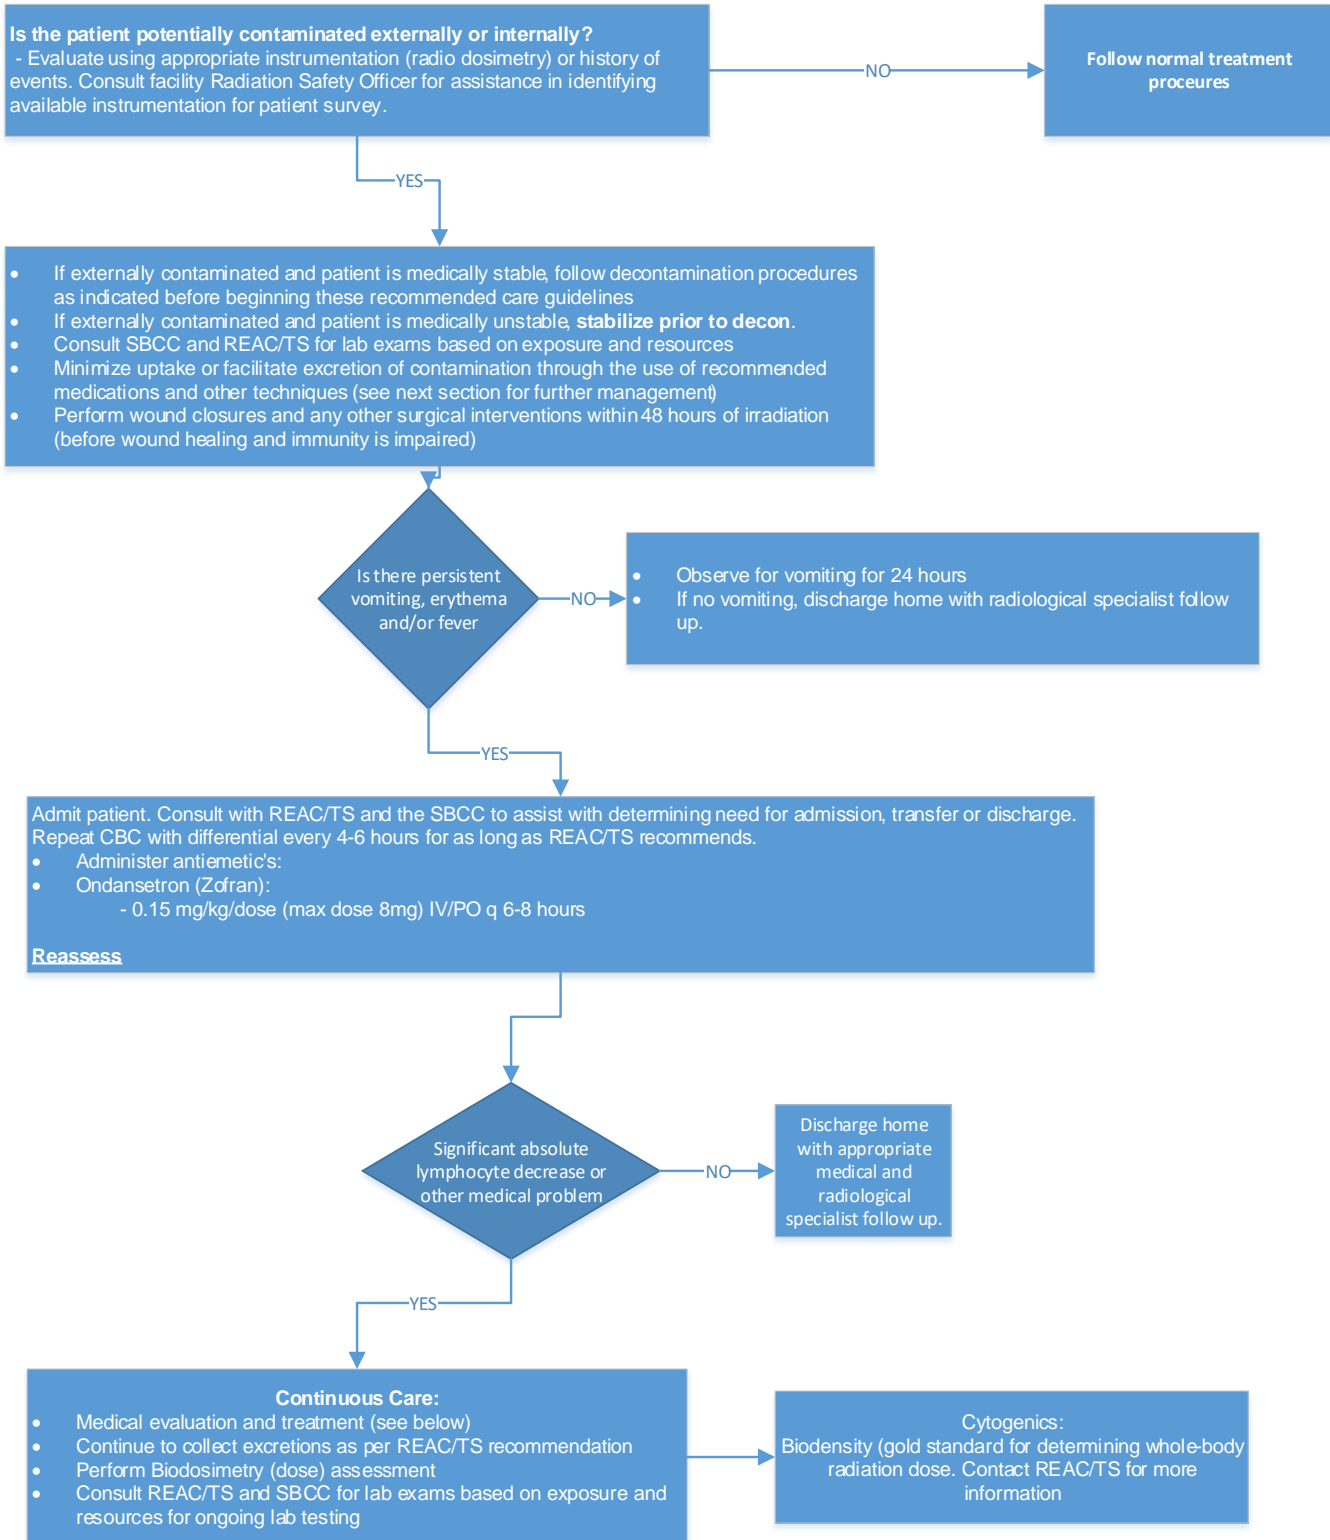 Is the patient potentially contaminated externally or internally?
- Evaluate using appropriate instrumentation (radio dosimetry) or history of
events. Consult facility Radiation Safety Officer for assistance in identifying
available instrumentation for patient survey.
NO
Follow normal treatment
proceures
YES
• If externally contaminated and patient is medically stable, follow decontamination procedures
as indicated before beginning these recommended care guidelines
• If externally contaminated and patient is medically unstable, stabilize prior to decon.
• Consult SBCC and REAC/TS for lab exams based on exposure and resources
• Minimize uptake or facilitate excretion of contamination through the use of recommended
medications and other techniques (see next section for further management)
• Perform wound closures and any other surgical interventions within 48 hours of irradiation
(before wound healing and immunity is impaired)
Is there persistent
vomiting, erythema
and/or fever
NO
• Observe for vomiting for 24 hours
• If no vomiting, discharge home with radiological specialist follow
up.
YES
Admit patient. Consult with REAC/TS and the SBCC to assist with determining need for admission, transfer or discharge.
Repeat CBC with differential every 4-6 hours for as long as REAC/TS recommends.
• Administer antiemetic's:
• Ondansetron (Zofran):
- 0.15 mg/kg/dose (max dose 8mg) IV/PO q 6-8 hours
Reassess
Significant absolute
lymphocyte decrease or
other medical problem
NO
Discharge home
with appropriate
medical and
radiological
specialist follow up.
YES
Continuous Care:
• Medical evaluation and treatment (see below)
• Continue to collect excretions as per REAC/TS recommendation
• Perform Biodosimetry (dose) assessment
• Consult REAC/TS and SBCC for lab exams based on exposure and
resources for ongoing lab testing
Cytogenics:
Biodensity (gold standard for determining whole-body
radiation dose. Contact REAC/TS for more
information